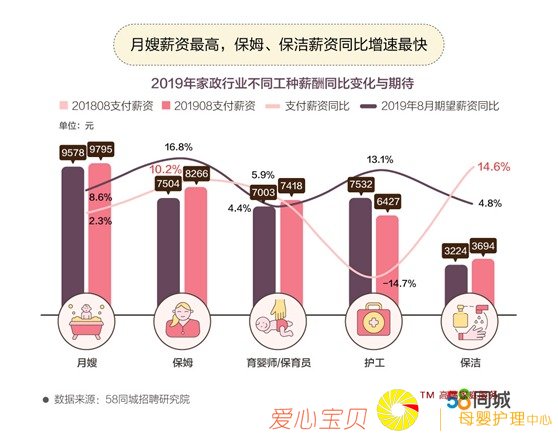 月嫂薪资最高，保姆、保洁薪资同比增速最快
2019年家政行业不同工种薪酬同比变化与期待
201808支付薪资 201908支付薪资 支付薪资同比 2019年8月期望薪资同比
单位：元
9578 9795 16.8% 10.2% 7504 8266 5.9% 7003 7418 13.1% 7532 6427 14.6%
8.6% 2.3% 4.4% -14.7% 4.8% 3224 3694
月嫂 保姆 育婴师/保育员 护工 保洁
数据来源：58同城招聘研究院
TM
58同城
爱心宝贝 母婴护理中心